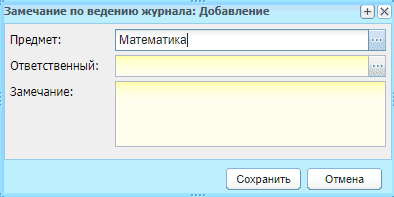 Замечание по ведению журнала: Добавление
Предмет: Математика ...
Ответственный: ...
Замечание:
Сохранить Отмена